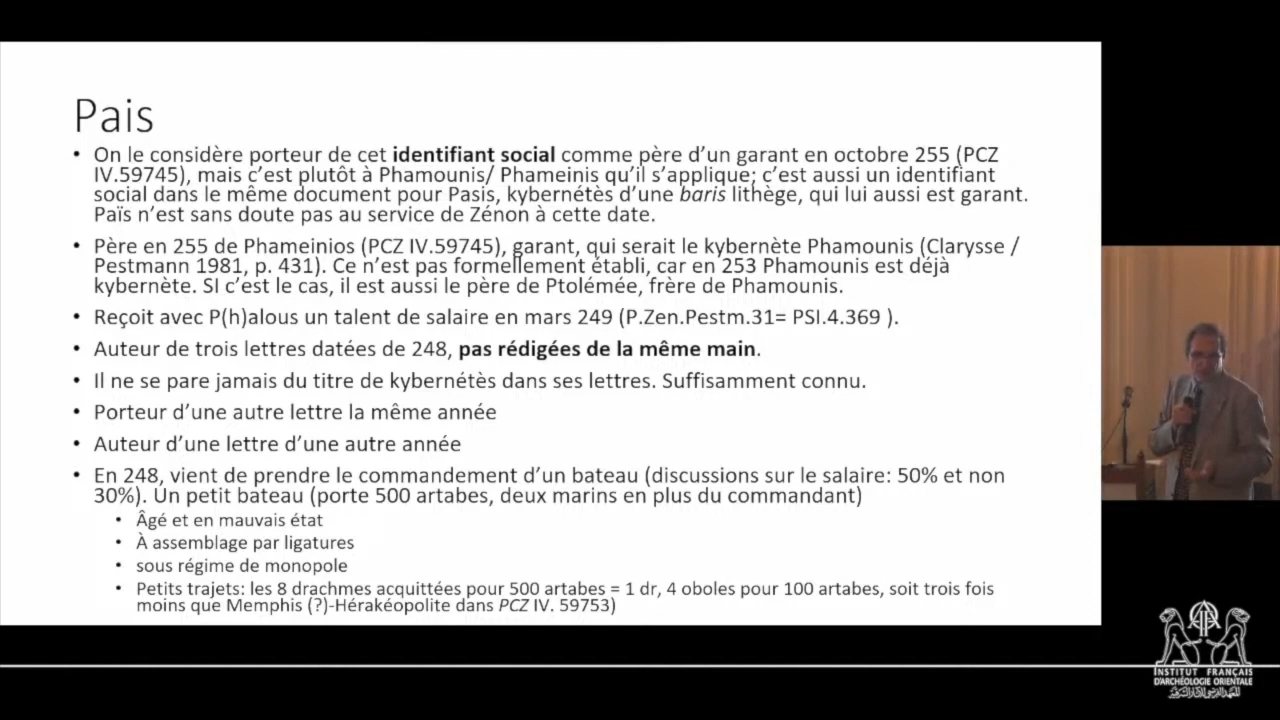 Pais
• On le considère porteur de cet identifiant social comme père d'un garant en octobre 255 (PCZ
IV.59745), mais c'est plutôt à Phamounis/ Phameinis qu'il s'applique; c'est aussi un identifiant
social dans le même document pour Pasis, kybernétès d'une baris lithège, qui lui aussi est garant.
Païs n'est sans doute pas au service de Zénon à cette date.
• Père en 255 de Phameinios (PCZ IV.59745), garant, qui serait le kybernète Phamounis (Clarysse /
Pestmann 1981, p. 431). Ce n'est pas formellement établi, car en 253 Phamounis est déjà
kybernète. SI c'est le cas, il est aussi le père de Ptolémée, frère de Phamounis.
• Reçoit avec P(h)alous un talent de salaire en mars 249 (P.Zen.Pestm.31= PSI.4.369 ).
• Auteur de trois lettres datées de 248, pas rédigées de la même main.
• Il ne se pare jamais du titre de kybernétès dans ses lettres. Suffisamment connu.
• Porteur d'une autre lettre la même année
• Auteur d'une lettre d'une autre année
• En 248, vient de prendre le commandement d'un bateau (discussions sur le salaire: 50% et non
30%). Un petit bateau (porte 500 artabes, deux marins en plus du commandant)
• Âgé et en mauvais état
• À assemblage par ligatures
• sous régime de monopole
• Petits trajets: les 8 drachmes acquittées pour 500 artabes = 1 dr, 4 oboles pour 100 artabes, soit trois fois
moins que Memphis (?)-Hérakéopolite dans PCZ IV. 59753)
INSTITUT FRANÇAIS
D'ARCHÉOLOGIE ORIENTALE